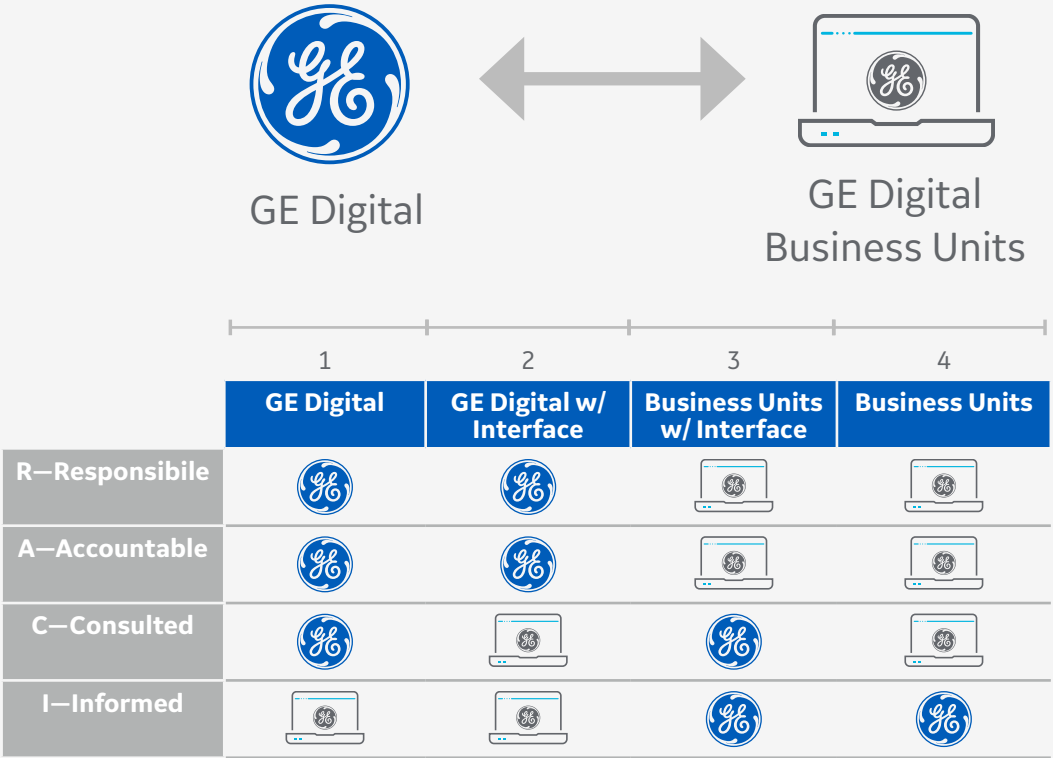 GE Digital
GE Digital
Business Units
1 2 3 4
GE Digital
GE Digital w/
Interface
Business Units
w/ Interface
Business Units
R—Responsibile
A—Accountable
C—Consulted
I—Informed